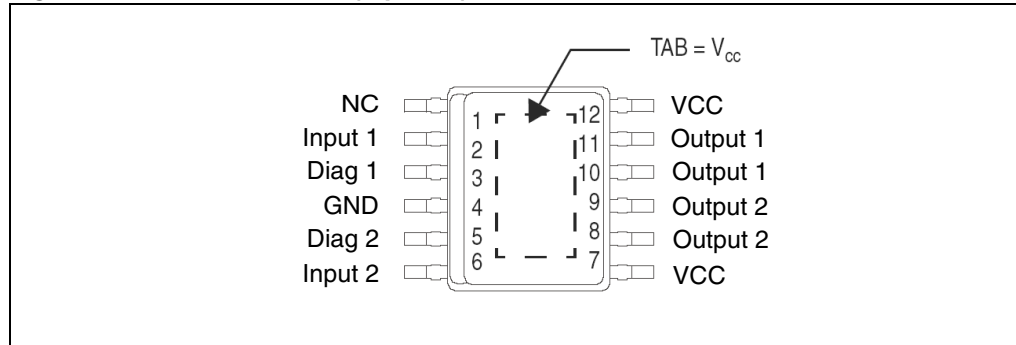 TAB = Vcc
NC 1 12 VCC
Input 1 2 11 Output 1
Diag 1 3 10 Output 1
GND 4 9 Output 2
Diag 2 5 8 Output 2
Input 2 6 7 VCC